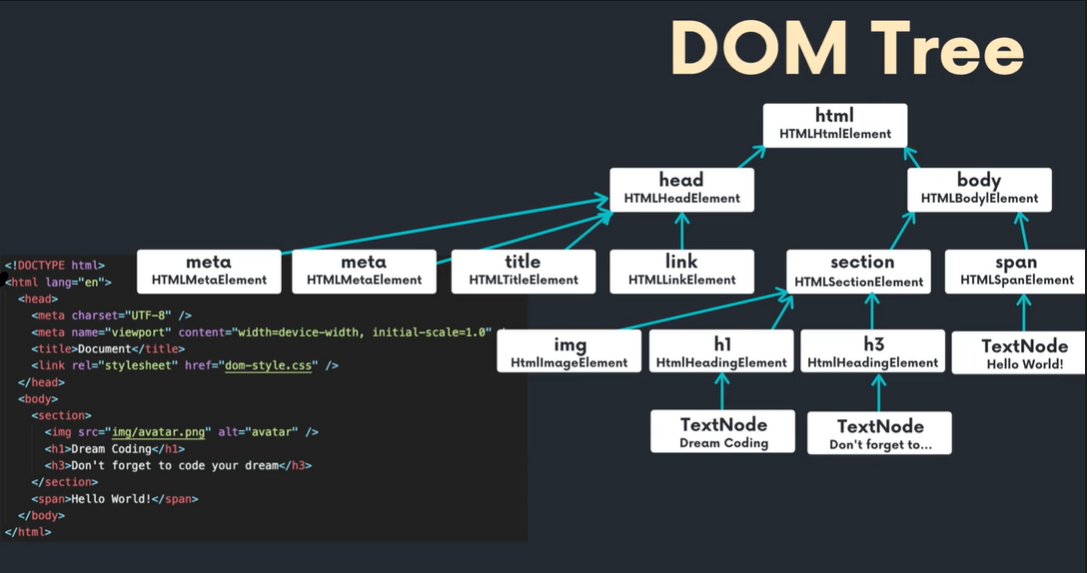 DOM Tree
html
HTMLHtmlElement
head
HTMLHeadElement
body
HTMLBodylElement
meta
HTMLMetaElement
meta
HTMLMetaElement
title
HTMLTitleElement
link
HTMLLinkElement
section
HTMLSectionElement
span
HTMLSpanElement
img
HtmlImageElement
h1
HtmlHeadingElement
h3
HtmlHeadingElement
TextNode
Hello World!
TextNode
Dream Coding
TextNode
Don't forget to...
<!DOCTYPE html>
<html lang="en">
<head>
<meta charset="UTF-8" />
<meta name="viewport" content="width=device-width, initial-scale=1.0"
<title>Document</title>
<link rel="stylesheet" href="dom-style.css" />
</head>
<body>
<section>
<img src="img/avatar.png" alt="avatar" />
<h1>Dream Coding</h1>
<h3>Don't forget to code your dream</h3>
</section>
<span>Hello World!</span>
</body>
</html>